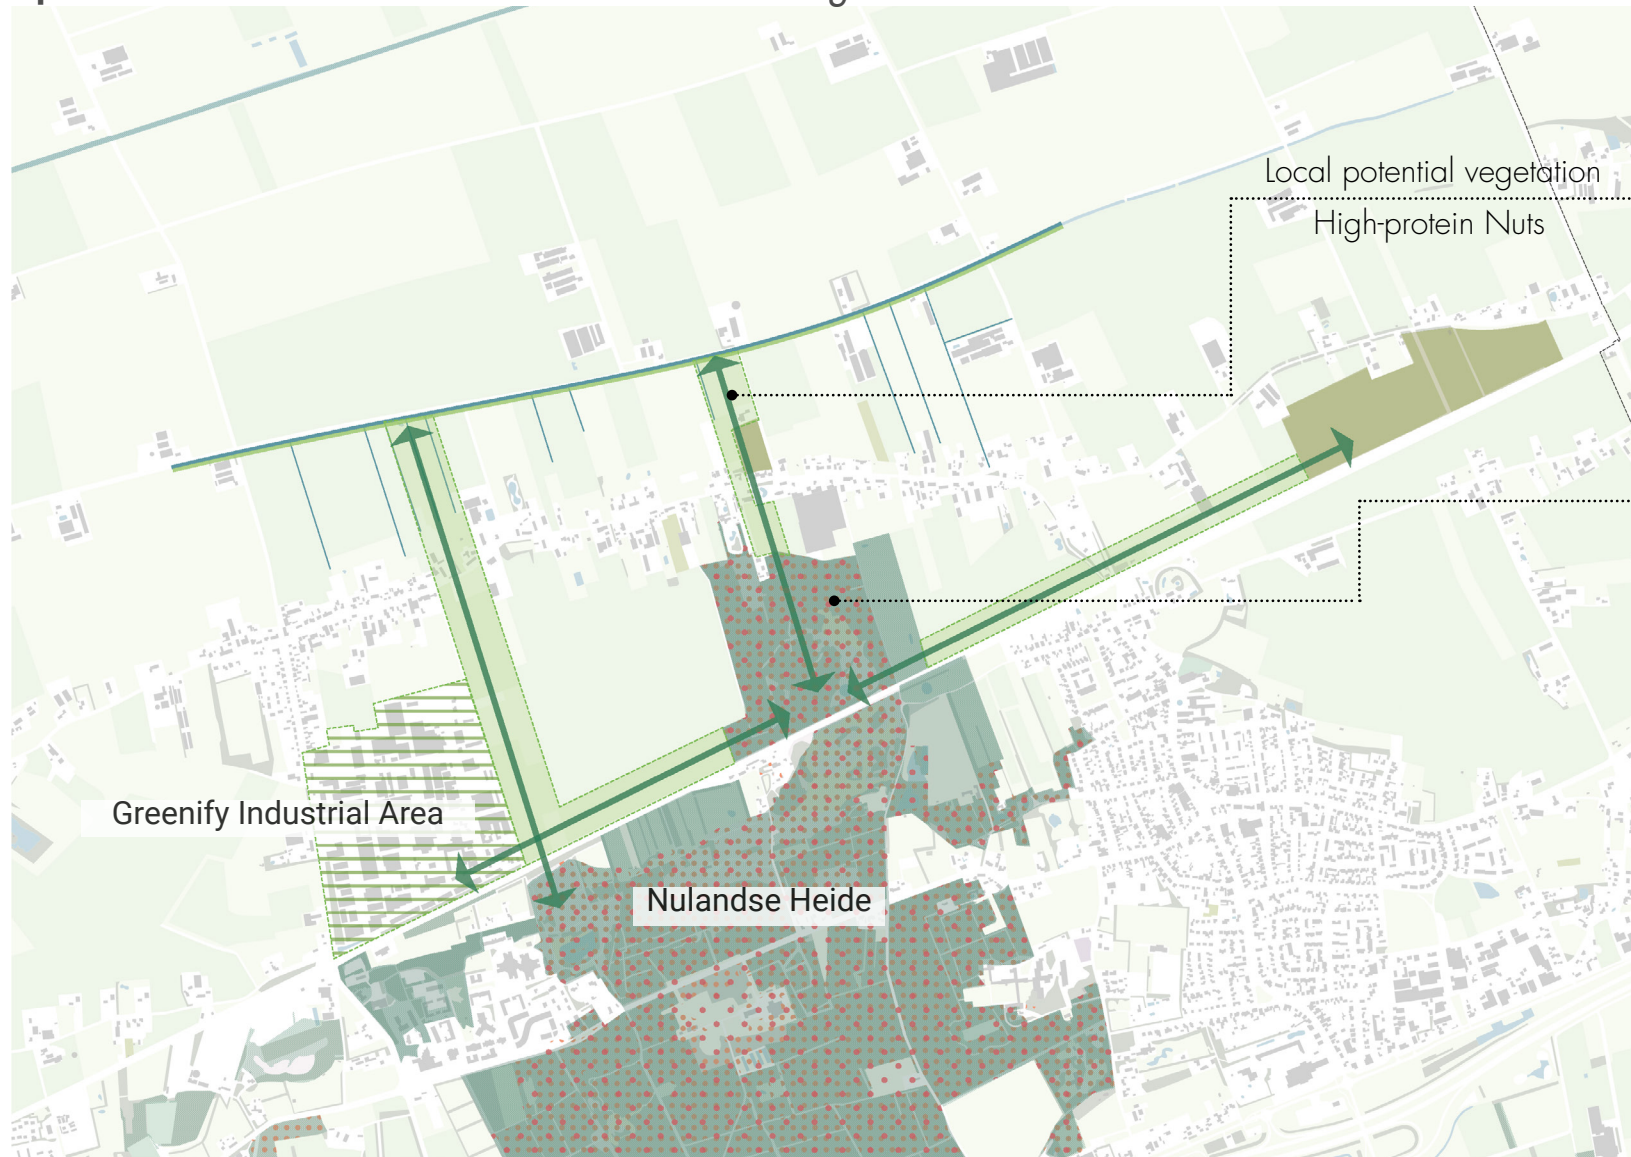 Local potential vegetation
High-protein Nuts
Greenify Industrial Area
Nulandse Heide